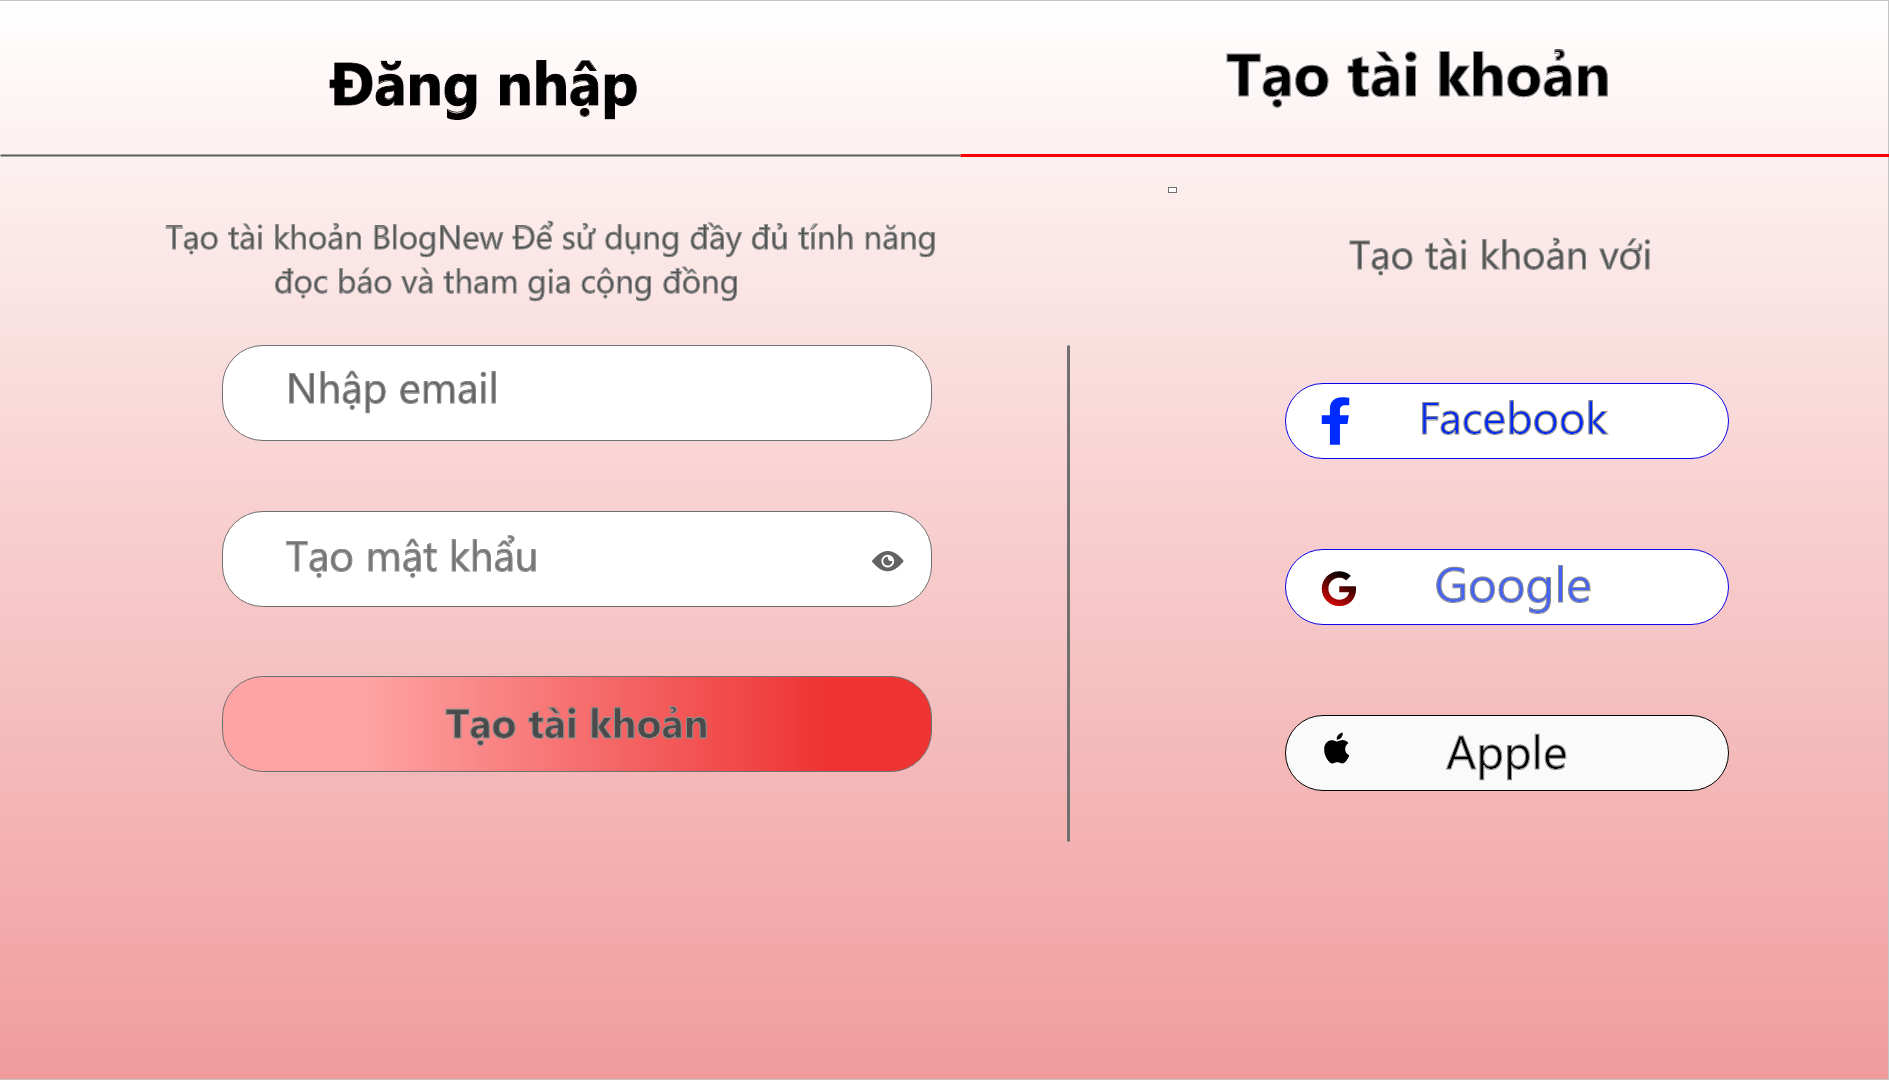 Đăng nhập
Tạo tài khoản
Tạo tài khoản BlogNew Để sử dụng đầy đủ tính năng
đọc báo và tham gia cộng đồng
Nhập email
Tạo mật khẩu
Tạo tài khoản
Tạo tài khoản với
Facebook
Google
Apple